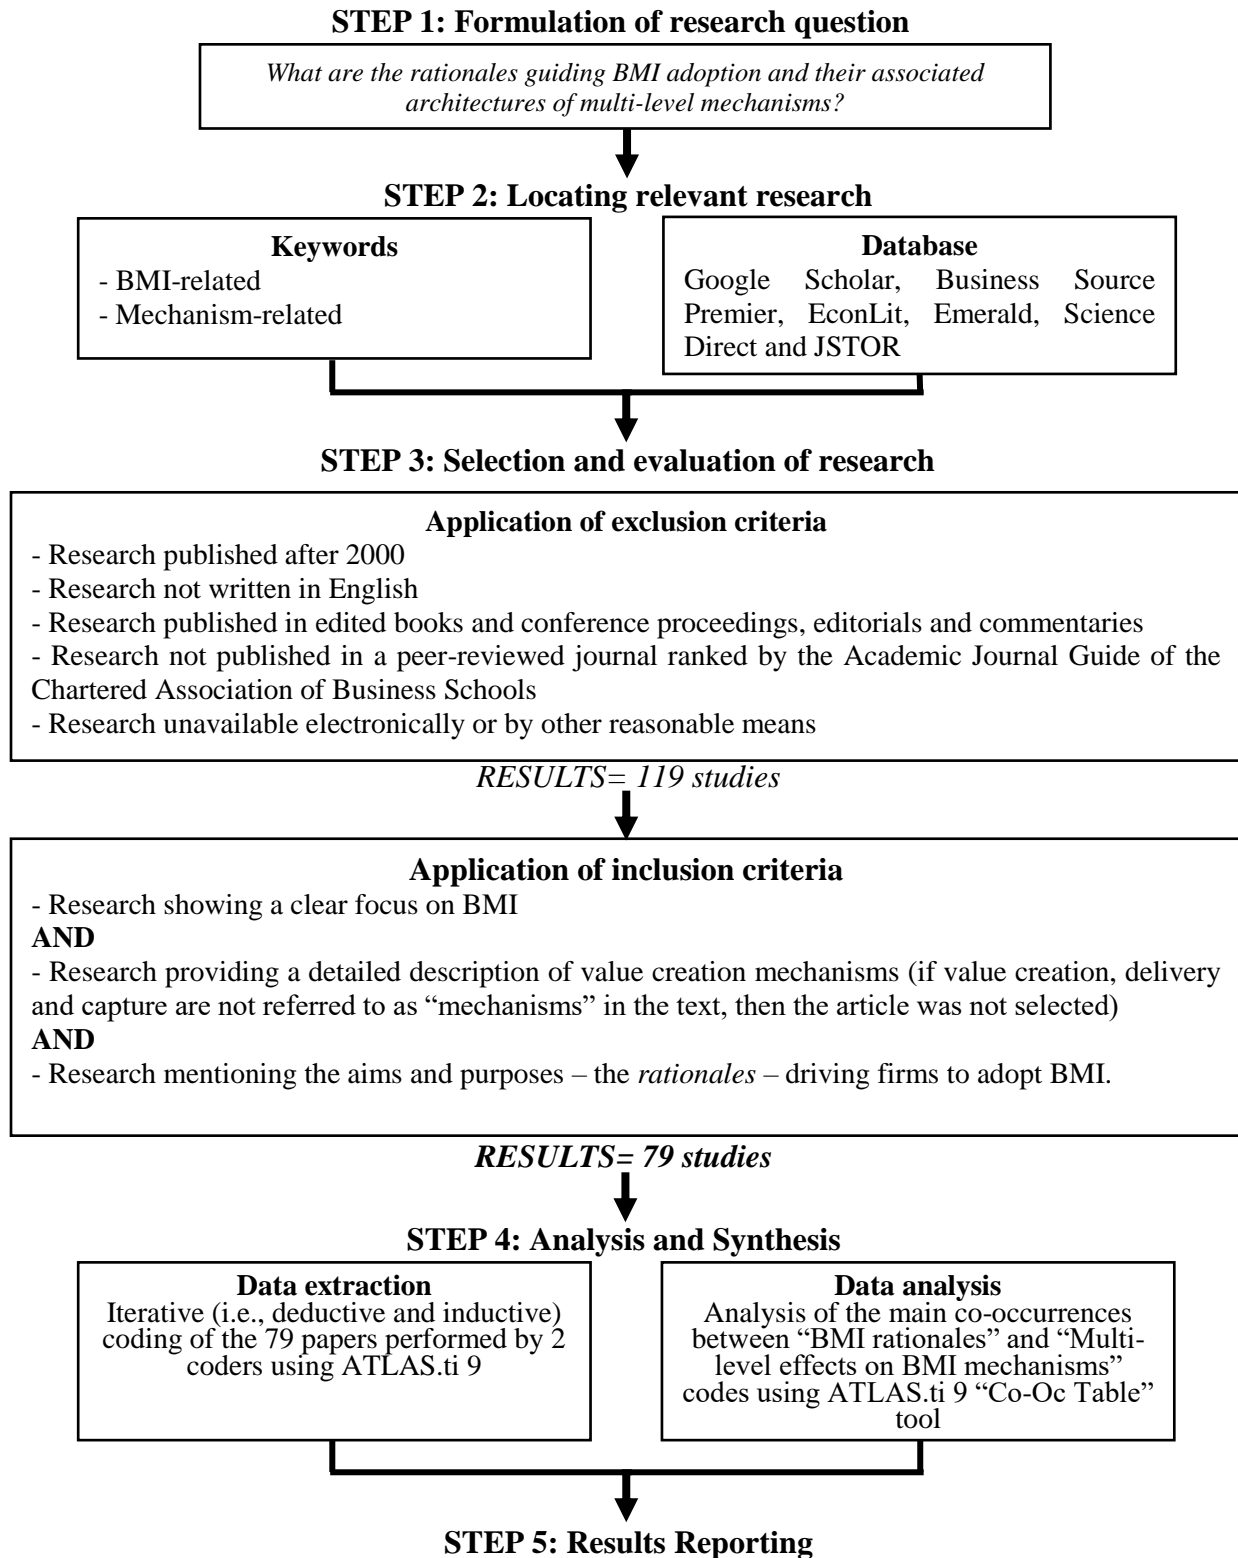 STEP 1: Formulation of research question
What are the rationales guiding BMI adoption and their associated
architectures of multi-level mechanisms?
STEP 2: Locating relevant research
Keywords
- BMI-related
- Mechanism-related
Database
Google Scholar, Business Source
Premier, EconLit, Emerald, Science
Direct and JSTOR
STEP 3: Selection and evaluation of research
Application of exclusion criteria
- Research published after 2000
- Research not written in English
- Research published in edited books and conference proceedings, editorials and commentaries
- Research not published in a peer-reviewed journal ranked by the Academic Journal Guide of the
Chartered Association of Business Schools
- Research unavailable electronically or by other reasonable means
RESULTS= 119 studies
Application of inclusion criteria
- Research showing a clear focus on BMI
AND
- Research providing a detailed description of value creation mechanisms (if value creation, delivery
and capture are not referred to as “mechanisms” in the text, then the article was not selected)
AND
- Research mentioning the aims and purposes – the rationales – driving firms to adopt BMI.
RESULTS= 79 studies
STEP 4: Analysis and Synthesis
Data extraction
Iterative (i.e., deductive and inductive)
coding of the 79 papers performed by 2
coders using ATLAS.ti 9
Data analysis
Analysis of the main co-occurrences
between “BMI rationales” and “Multi-
level effects on BMI mechanisms”
codes using ATLAS.ti 9 “Co-Oc Table”
tool
STEP 5: Results Reporting